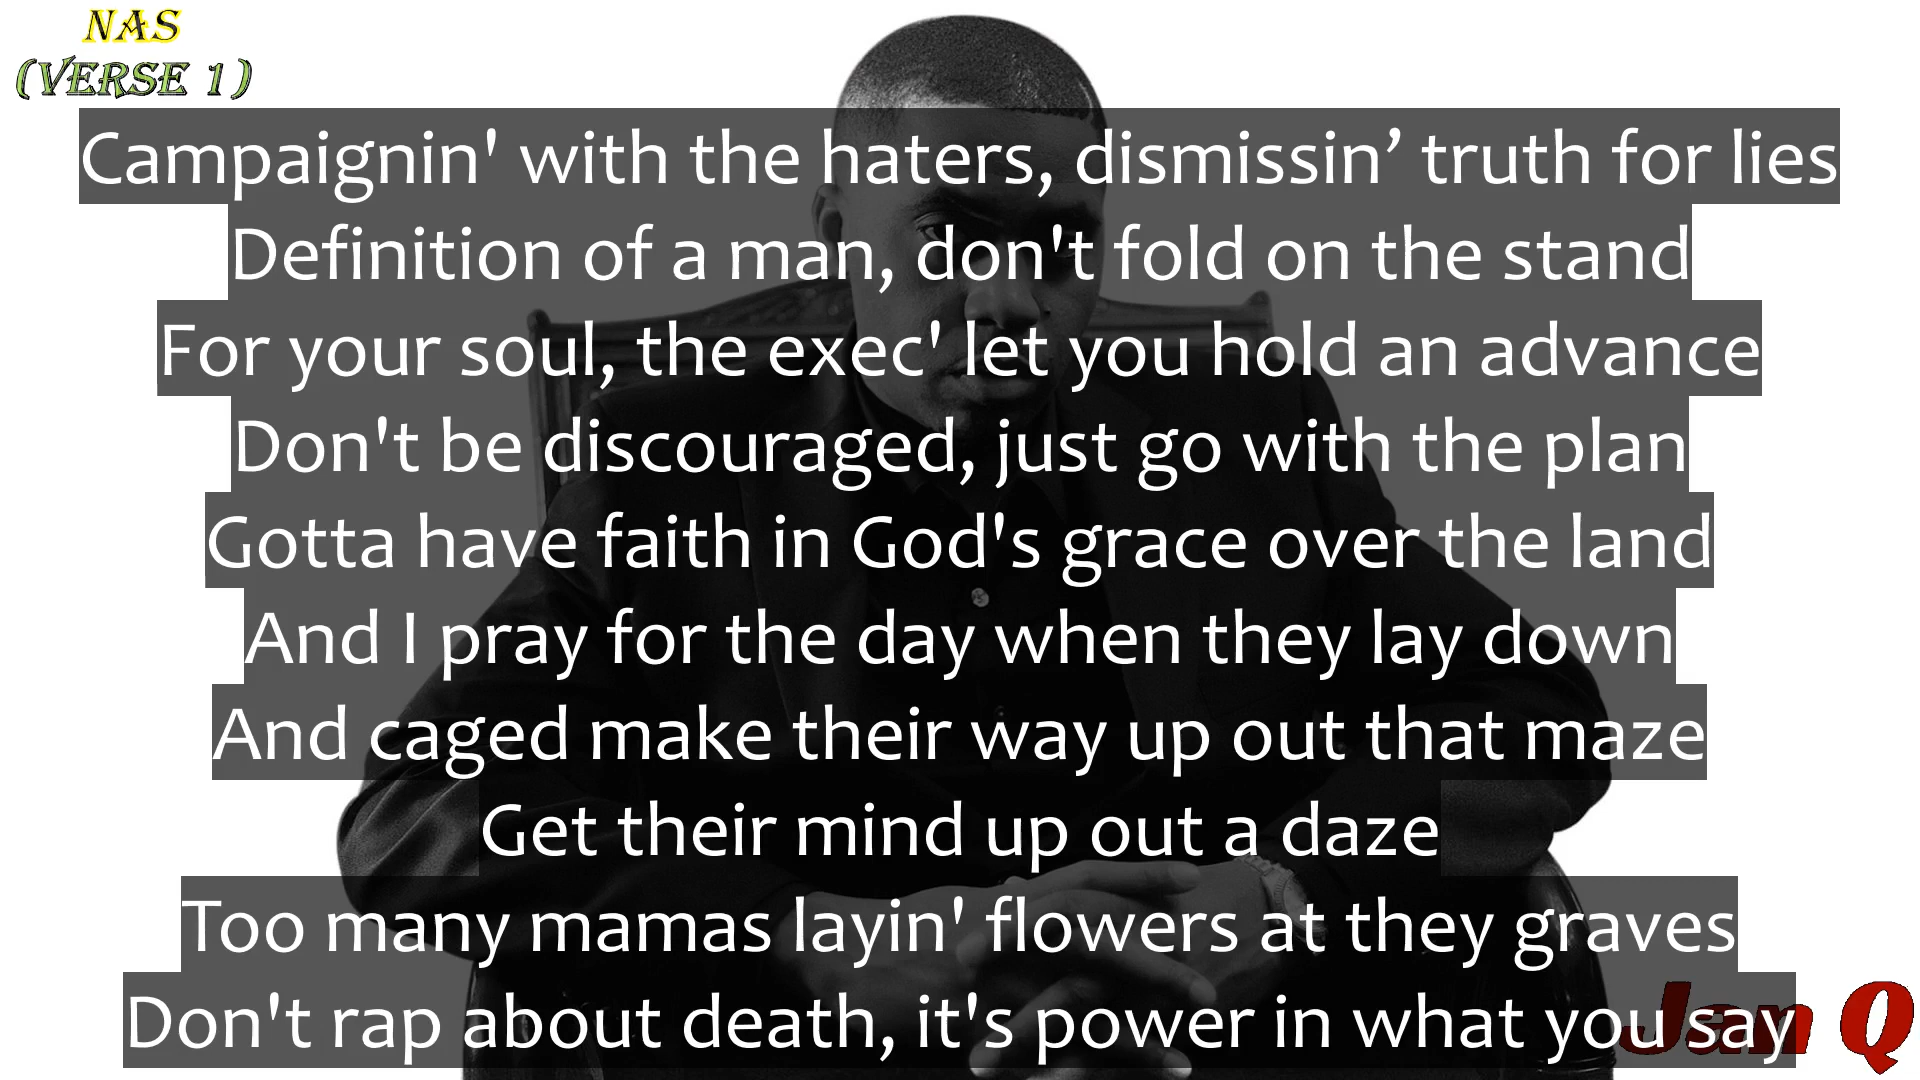 NAS
(VERSE 1)
Campaignin' with the haters, dismissin’ truth for lies
Definition of a man, don't fold on the stand
For your soul, the exec' let you hold an advance
Don't be discouraged, just go with the plan
Gotta have faith in God's grace over the land
And I pray for the day when they lay down
And caged make their way up out that maze
Get their mind up out a daze
Too many mamas layin' flowers at they graves
Don't rap about death, it's power in what you say
Jan Q